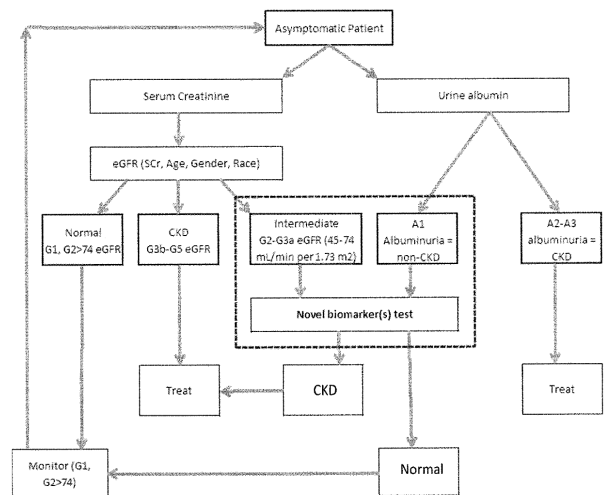 Asymptomatic Patient
Serum Creatinine
Urine albumin
eGFR (SCr, Age, Gender, Race)
Normal
G1, G2>74 eGFR
CKD
G3b-G5 eGFR
Intermediate
G2-G3a eGFR (45-74
mL/min per 1.73 m2)
A1
Albuminuria =
non-CKD
A2-A3
albuminuria =
CKD
Novel biomarker(s) test
Treat
CKD
Treat
Monitor (G1,
G2>74)
Normal